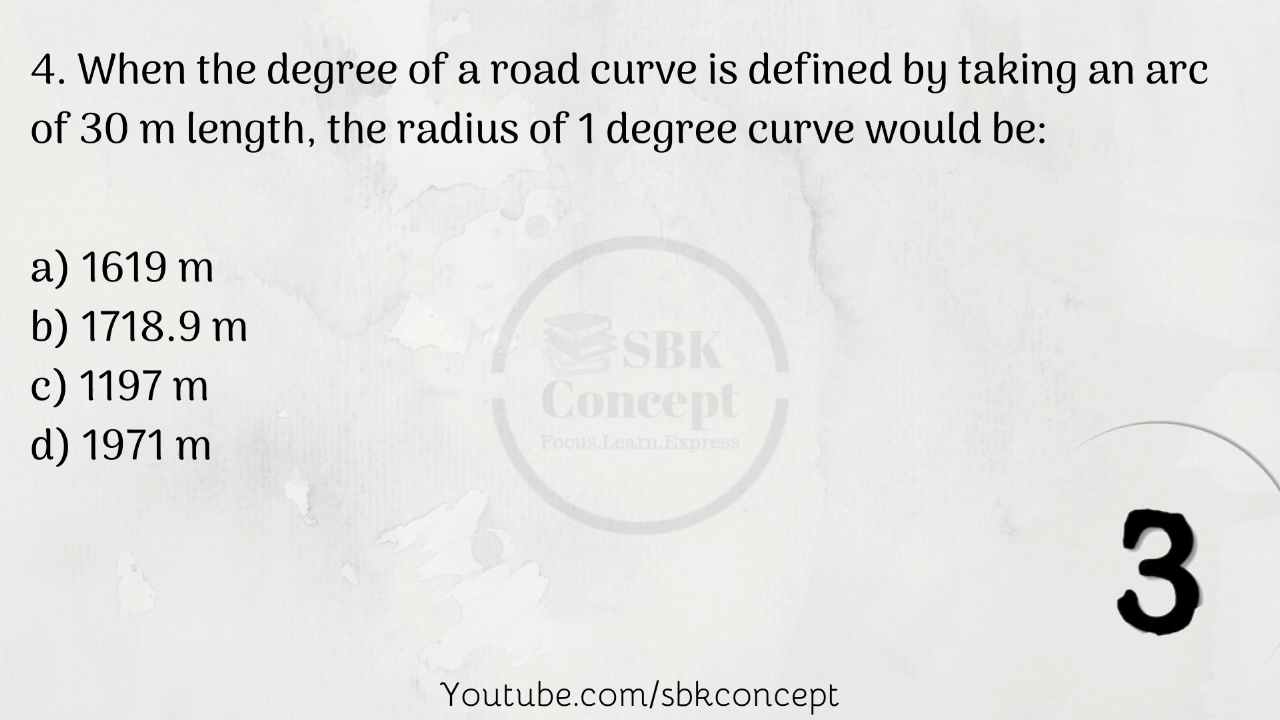 4. When the degree of a road curve is defined by taking an arc
of 30 m length, the radius of 1 degree curve would be:
a) 1619 m
b) 1718.9 m
c) 1197 m
d) 1971 m
SBK
Concept
Focus.Learn.Express
3
Youtube.com/sbkconcept